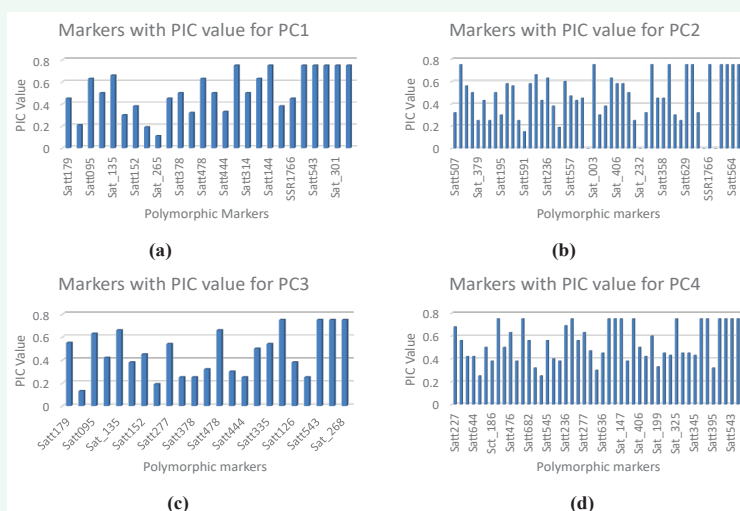 Markers with PIC value for PC1
PIC Value
0.8
0.6
0.4
0.2
0
Satt179
Satt095
Sat_135
Satt152
Sat_265
Satt378
Satt478
Satt444
Satt314
Satt144
SSR1766
Satt543
Sat_301
Polymorphic Markers
(a)
Markers with PIC value for PC2
PIC Value
0.8
0.6
0.4
0.2
0
Satt507
Sat_379
Satt195
Satt591
Satt236
Satt557
Sat_003
Sat_406
Sat_232
Satt358
Satt629
SSR1766
Satt564
Polymorphic markers
(b)
Markers with PIC value for PC3
PIC Value
0.8
0.6
0.4
0.2
0
Satt179
Satt095
Sat_135
Satt152
Satt277
Satt378
Satt478
Satt444
Satt335
Satt126
Satt543
Sat_268
Polymorphic markers
(c)
Markers with PIC value for PC4
PIC Value
0.8
0.6
0.4
0.2
0
Satt227
Satt644
Sct_186
Satt476
Satt682
Satt545
Satt236
Satt277
Satt636
Sat_147
Sat_406
Sat_199
Sat_325
Satt345
Satt395
Satt543
Polymorphic markers
(d)